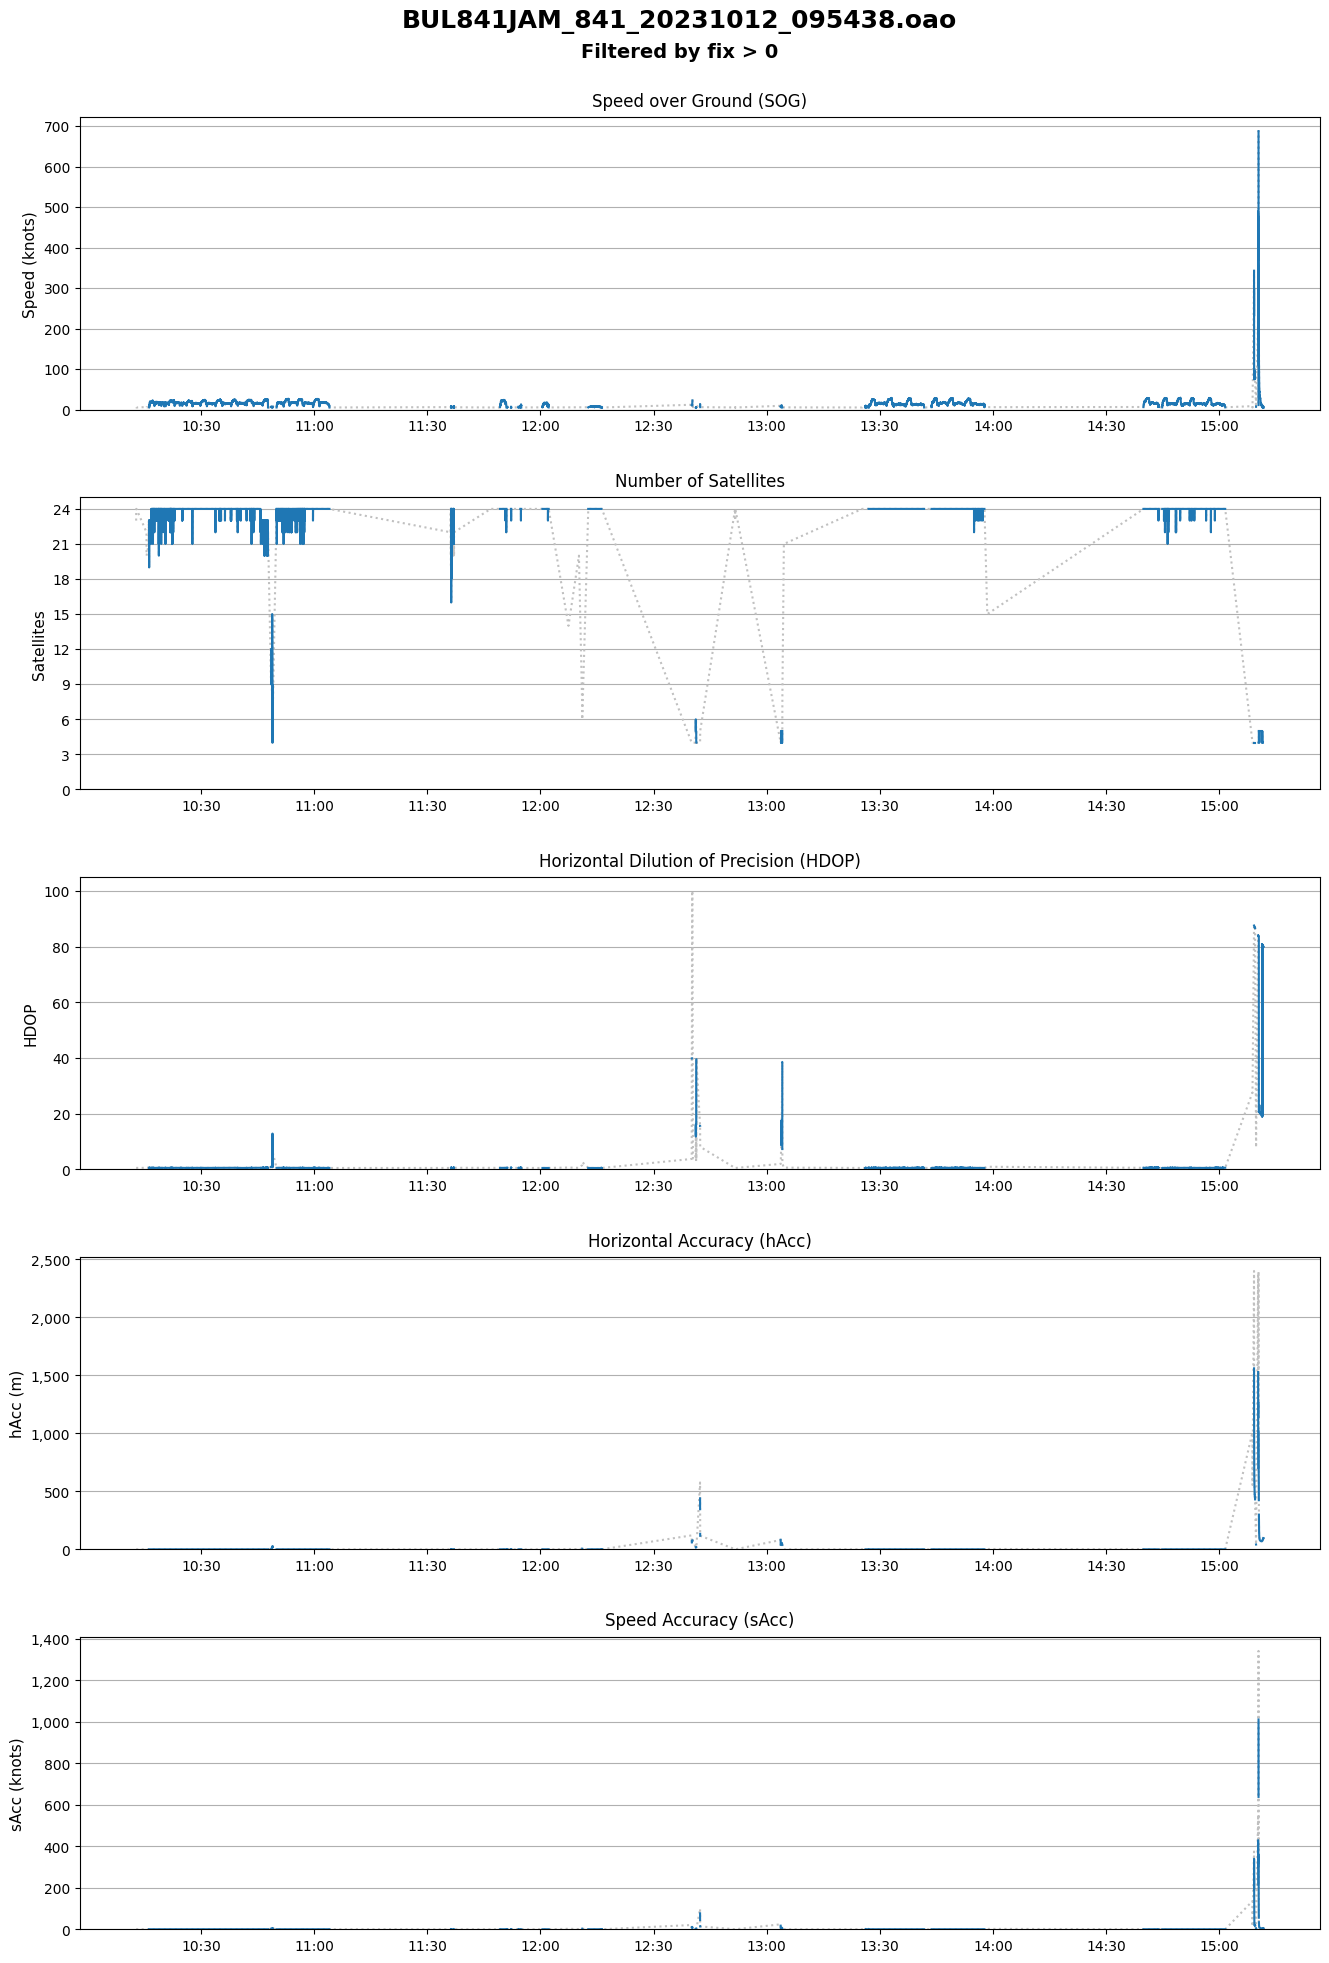 BUL841JAM_841_20231012_095438.oao
Filtered by fix > 0
Speed over Ground (SOG)
Speed (knots)
700
600
500
400
300
200
100
0
10:30 11:00 11:30 12:00 12:30 13:00 13:30 14:00 14:30 15:00
Number of Satellites
Satellites
24
21
18
15
12
9
6
3
0
10:30 11:00 11:30 12:00 12:30 13:00 13:30 14:00 14:30 15:00
Horizontal Dilution of Precision (HDOP)
HDOP
100
80
60
40
20
0
10:30 11:00 11:30 12:00 12:30 13:00 13:30 14:00 14:30 15:00
Horizontal Accuracy (hAcc)
hAcc (m)
2,500
2,000
1,500
1,000
500
0
10:30 11:00 11:30 12:00 12:30 13:00 13:30 14:00 14:30 15:00
Speed Accuracy (sAcc)
sAcc (knots)
1,400
1,200
1,000
800
600
400
200
0
10:30 11:00 11:30 12:00 12:30 13:00 13:30 14:00 14:30 15:00